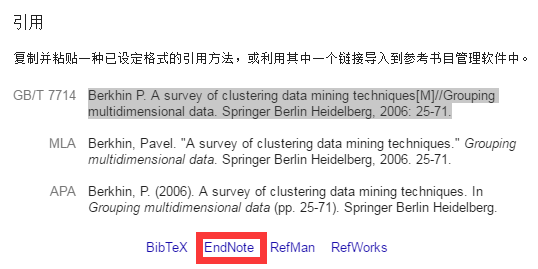 引用
复制并粘贴一种已设定格式的引用方法，或利用其中一个链接导入到参考书目管理软件中。
GB/T 7714 Berkhin P. A survey of clustering data mining techniques[M]//Grouping
multidimensional data. Springer Berlin Heidelberg, 2006: 25-71.
MLA Berkhin, Pavel. "A survey of clustering data mining techniques." Grouping
multidimensional data. Springer Berlin Heidelberg, 2006. 25-71.
APA Berkhin, P. (2006). A survey of clustering data mining techniques. In
Grouping multidimensional data (pp. 25-71). Springer Berlin Heidelberg.
BibTeX EndNote RefMan RefWorks